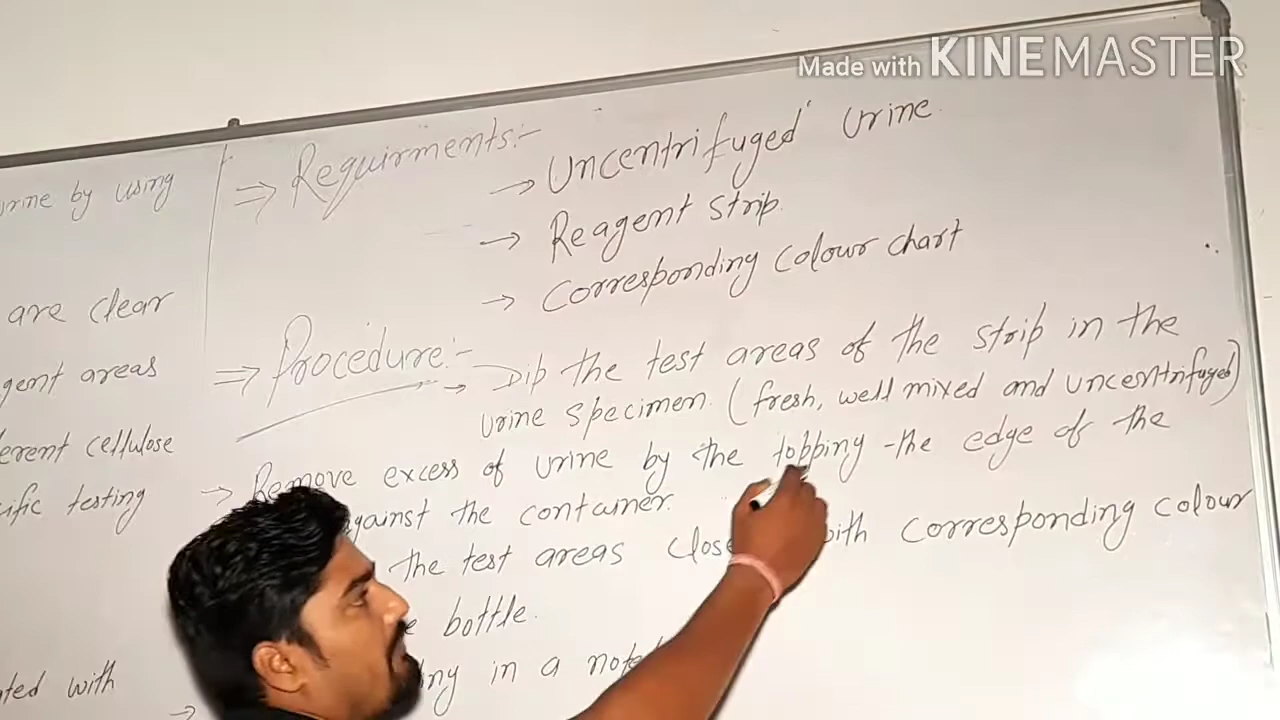 Made with KINEMASTER
urine by using
are clear
gent areas
erent cellulose
cific testing
ated with
⇒ Requirments:-
→ Uncentrifuged urine
→ Reagent strip.
→ Corresponding colour chart
⇒ Procedure:-
→ Dip the test areas of the strip in the
urine specimen. (fresh, well mixed and uncentrifuged)
→ Remove excess of urine by the topping the edge of the
against the container.
the test areas close with corresponding colour
bottle.
→ ing in a note